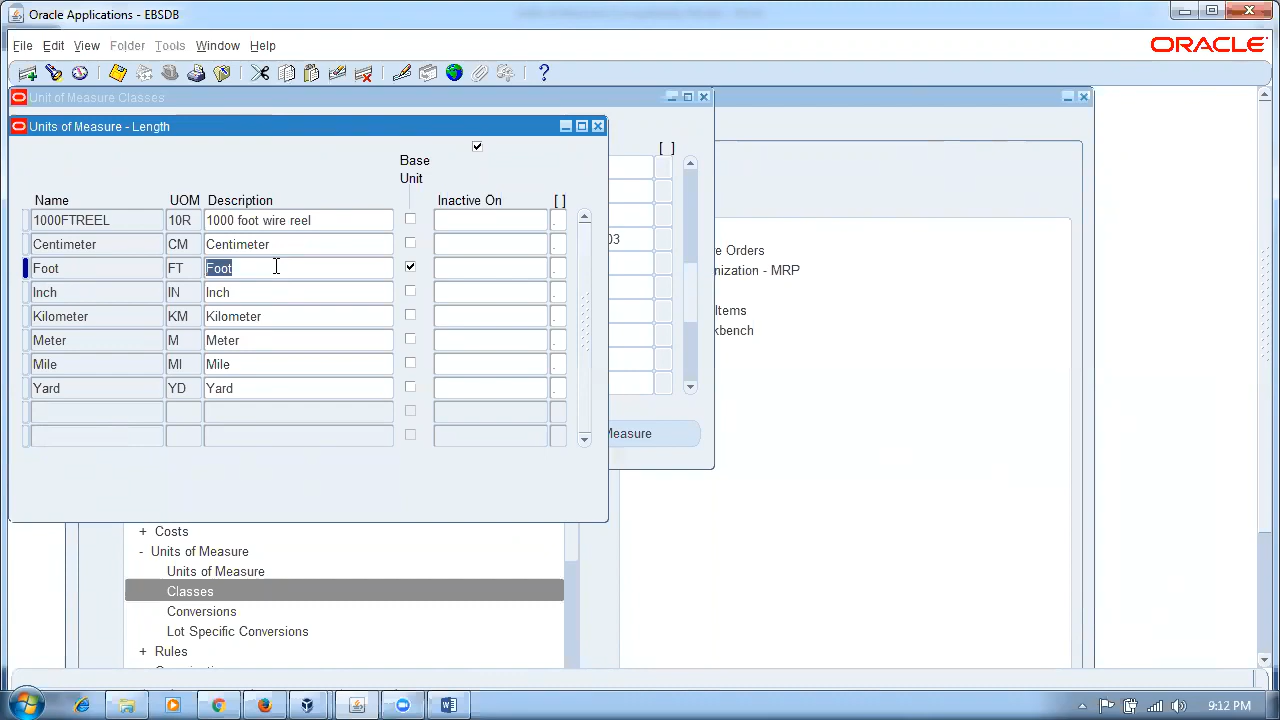 Oracle Applications - EBSDB
File Edit View Folder Tools Window Help
ORACLE
Unit of Measure Classes
Units of Measure - Length
[ ]
Base
Unit
Name UOM Description Inactive On [ ]
1000FTREEL 10R 1000 foot wire reel
Centimeter CM Centimeter
03
Foot FT Foot
Inch IN Inch
Kilometer KM Kilometer
Meter M Meter
Mile MI Mile
Yard YD Yard
e Orders
nization - MRP
Items
kbench
Measure
+ Costs
- Units of Measure
Units of Measure
Classes
Conversions
Lot Specific Conversions
+ Rules
9:12 PM